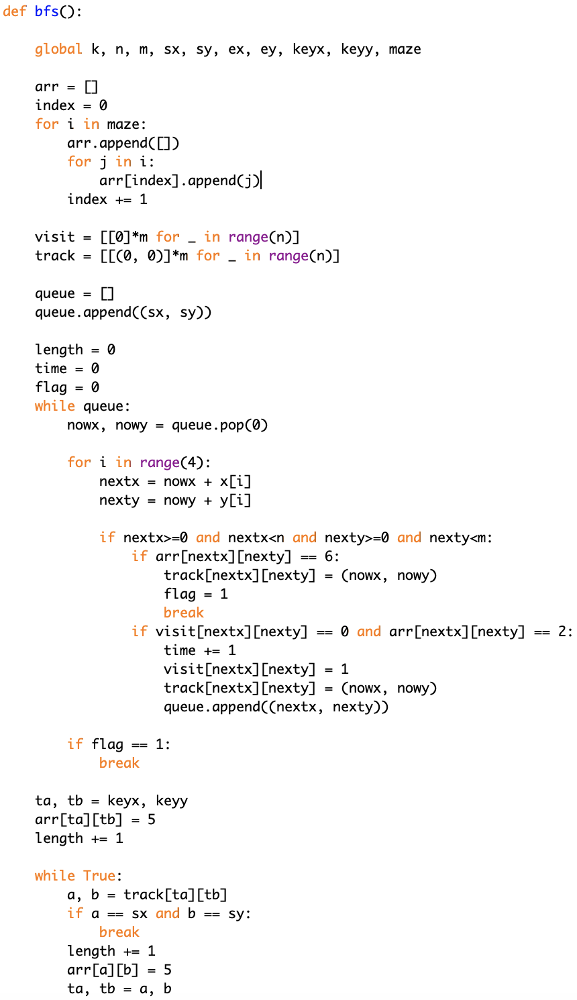 def bfs():
    global k, n, m, sx, sy, ex, ey, keyx, keyy, maze
    arr = []
    index = 0
    for i in maze:
        arr.append([])
        for j in i:
            arr[index].append(j)
        index += 1
    visit = [[0]*m for _ in range(n)]
    track = [[(0, 0)]*m for _ in range(n)]
    queue = []
    queue.append((sx, sy))
    length = 0
    time = 0
    flag = 0
    while queue:
        nowx, nowy = queue.pop(0)
        for i in range(4):
            nextx = nowx + x[i]
            nexty = nowy + y[i]
            if nextx>=0 and nextx<n and nexty>=0 and nexty<m:
                if arr[nextx][nexty] == 6:
                    track[nextx][nexty] = (nowx, nowy)
                    flag = 1
                    break
                if visit[nextx][nexty] == 0 and arr[nextx][nexty] == 2:
                    time += 1
                    visit[nextx][nexty] = 1
                    track[nextx][nexty] = (nowx, nowy)
                    queue.append((nextx, nexty))
        if flag == 1:
            break
    ta, tb = keyx, keyy
    arr[ta][tb] = 5
    length += 1
    while True:
        a, b = track[ta][tb]
        if a == sx and b == sy:
            break
        length += 1
        arr[a][b] = 5
        ta, tb = a, b